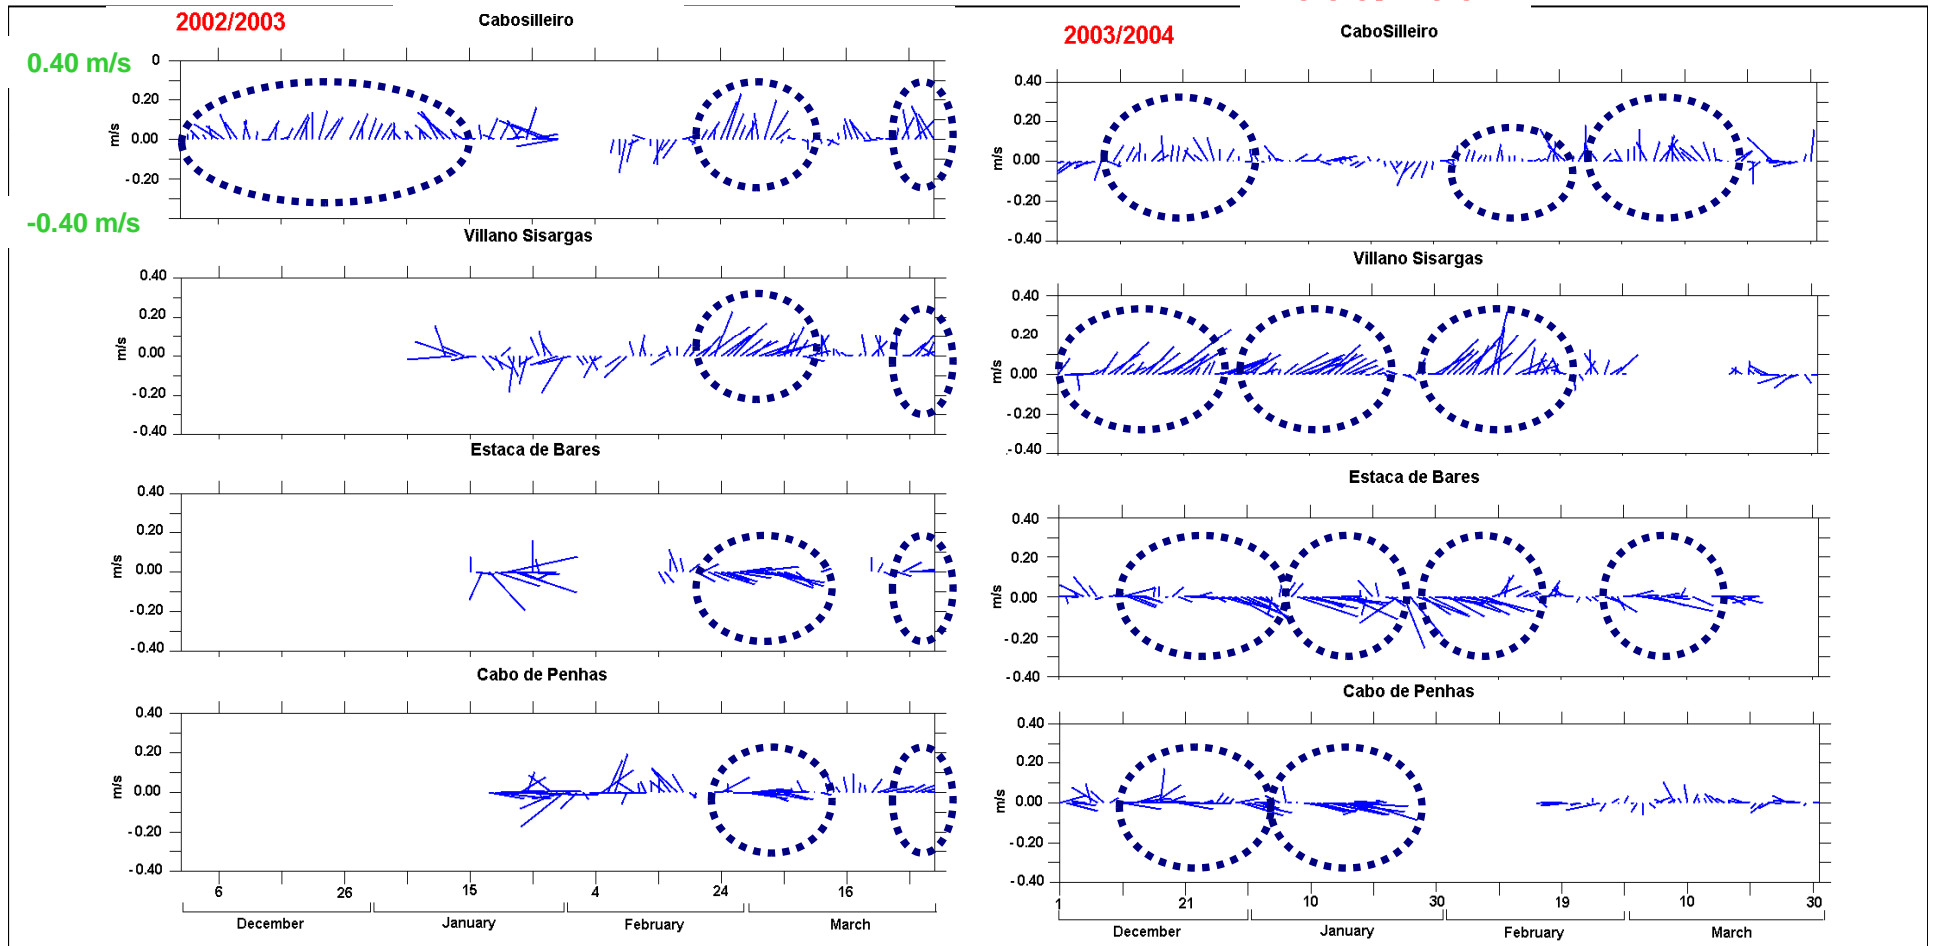 2002/2003
Cabosilleiro
0.40 m/s
-0.40 m/s
m/s
0
0.20
0.00
-0.20
Villano Sisargas
m/s
0.40
0.20
0.00
-0.20
-0.40
Estaca de Bares
m/s
0.40
0.20
0.00
-0.20
-0.40
Cabo de Penhas
m/s
0.40
0.20
0.00
-0.20
-0.40
6 26 15 4 24 16
December January February March
2003/2004
CaboSilleiro
m/s
0.40
0.20
0.00
-0.20
-0.40
Villano Sisargas
m/s
0.40
0.20
0.00
-0.20
-0.40
Estaca de Bares
m/s
0.40
0.20
0.00
-0.20
-0.40
Cabo de Penhas
m/s
0.40
0.20
0.00
-0.20
-0.40
1 21 10 30 19 10 30
December January February March